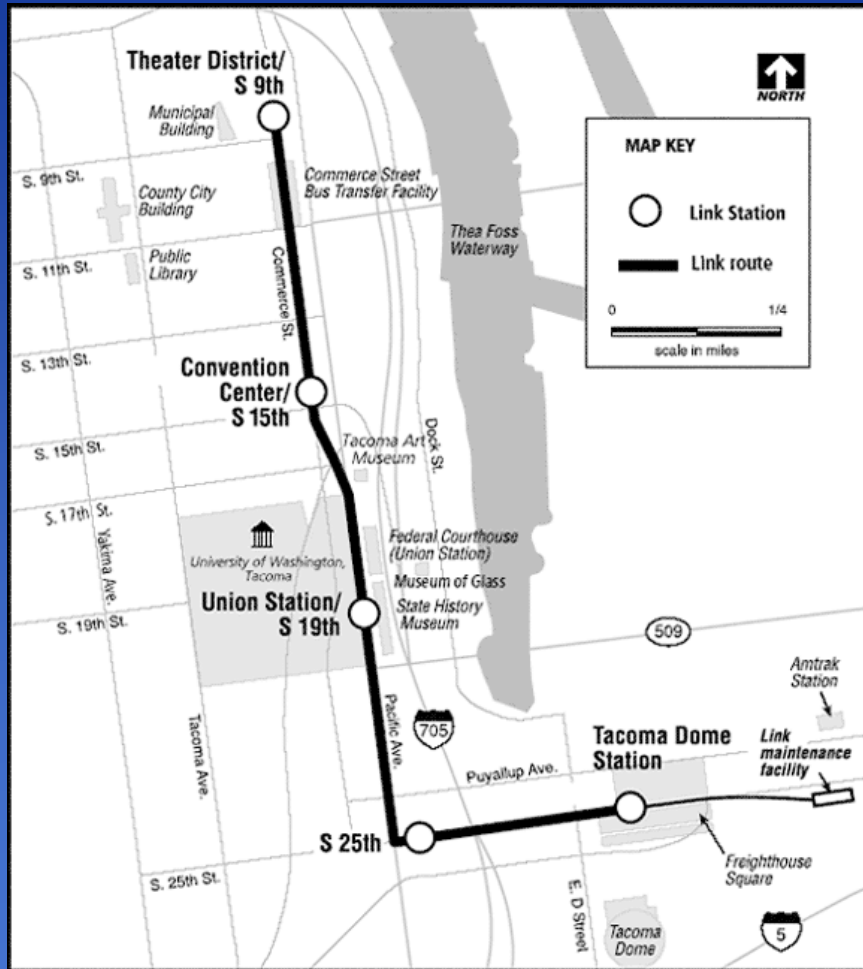 Theater District/
S 9th
NORTH
Municipal
Building
MAP KEY
S. 9th St.
County City
Building
Commerce Street
Bus Transfer Facility
Link Station
Thea Foss
Waterway
Public
Library
S. 11th St.
Commerce St.
Link route
0 1/4
scale in miles
S. 13th St.
Convention
Center/
S 15th
S. 15th St.
Tacoma Art
Museum
Dock St.
S. 17th St.
Yakima Ave.
University of Washington,
Tacoma
Federal Courthouse
(Union Station)
Museum of Glass
Union Station/
S 19th
State History
Museum
S. 19th St.
509
Amtrak
Station
Tacoma Ave.
Pacific Ave.
705
Tacoma Dome
Station
Link
maintenance
facility
Puyallup Ave.
S 25th
S. 25th St.
Freighthouse
Square
E. D Street
Tacoma
Dome
5